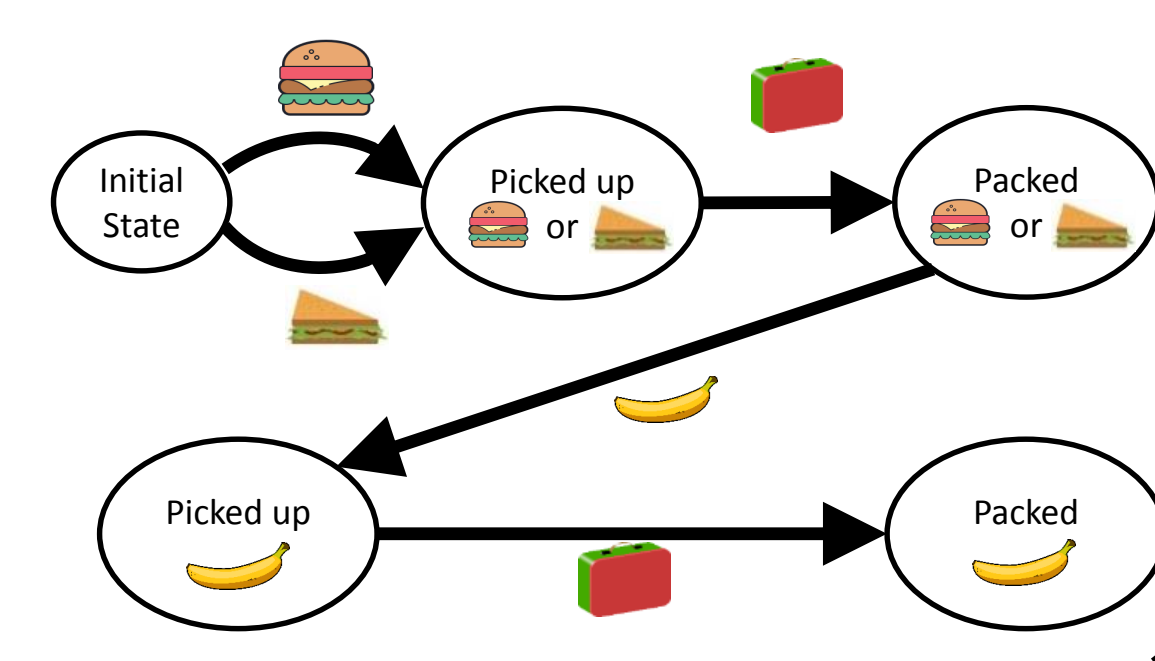 Initial
State
Picked up
or
Packed
or
Picked up
Packed